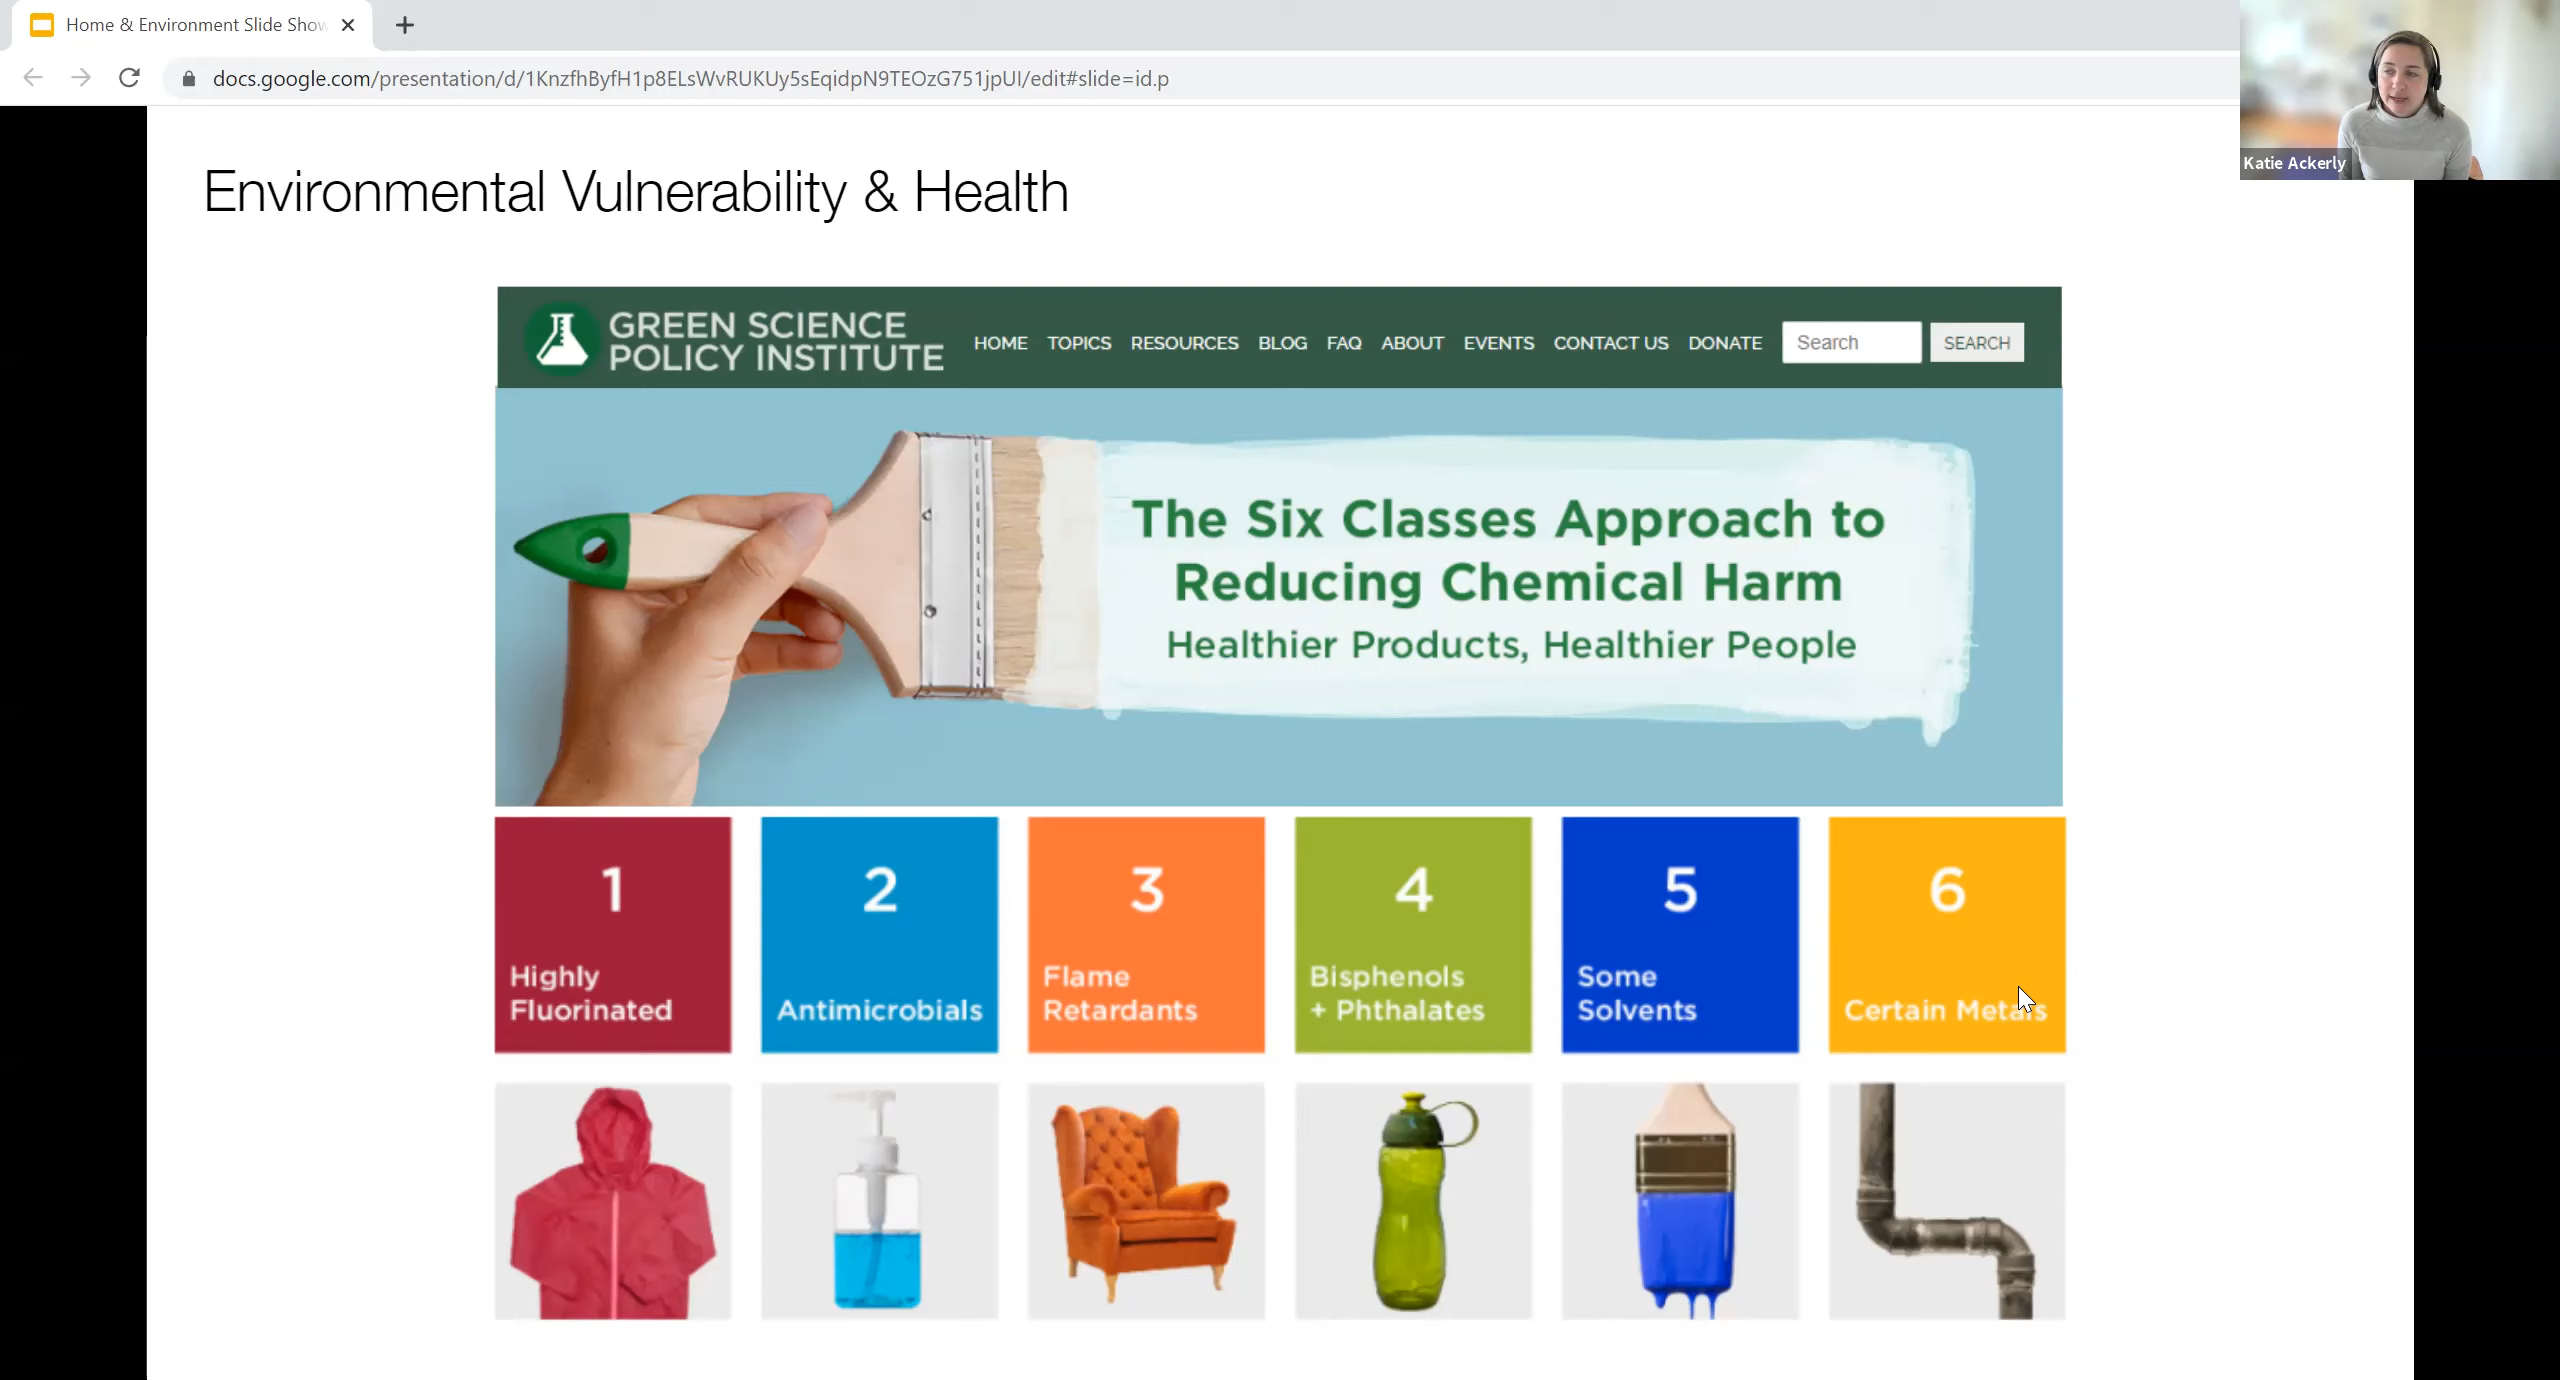 Home & Environment Slide Show
docs.google.com/presentation/d/1KnzfhByfH1p8ELsWvRUKUy5sEqidpN9TEOzG751jpUI/edit#slide=id.p
Katie Ackerly
Environmental Vulnerability & Health
GREEN SCIENCE
POLICY INSTITUTE
HOME TOPICS RESOURCES BLOG FAQ ABOUT EVENTS CONTACT US DONATE Search SEARCH
The Six Classes Approach to
Reducing Chemical Harm
Healthier Products, Healthier People
1
Highly
Fluorinated
2
Antimicrobials
3
Flame
Retardants
4
Bisphenols
+ Phthalates
5
Some
Solvents
6
Certain Metals